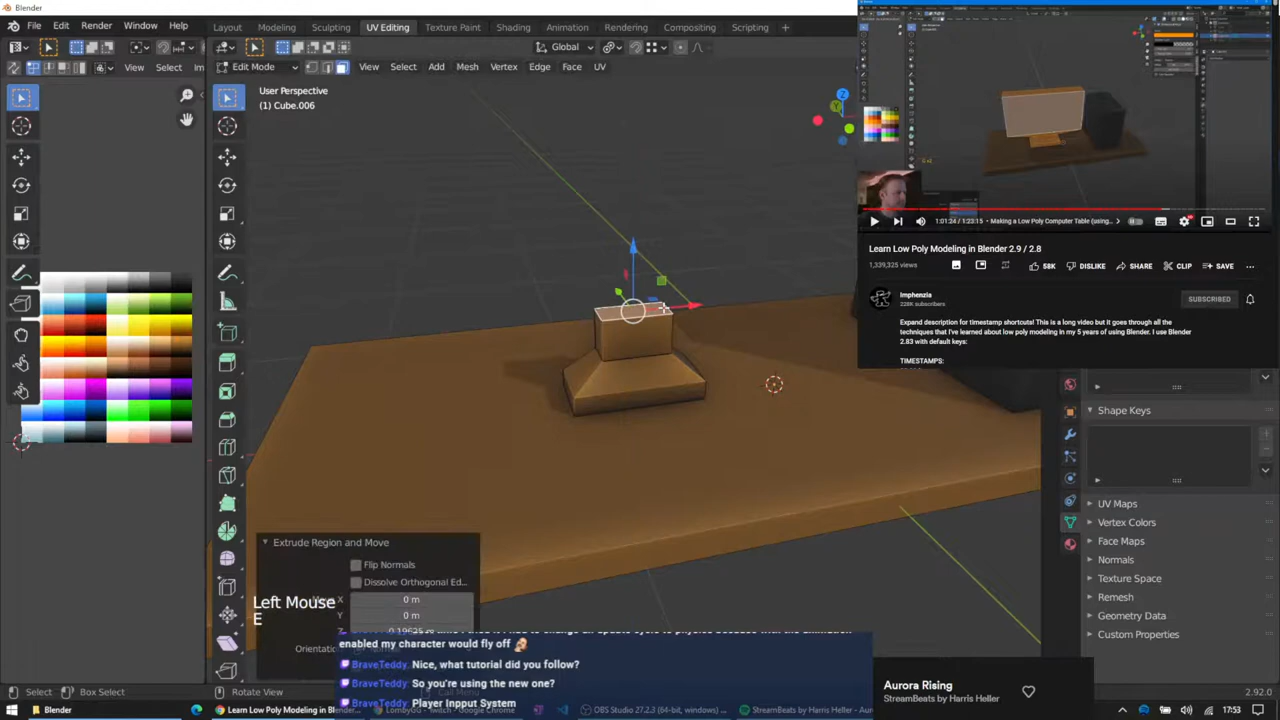 Blender
File Edit Render Window Help
Layout Modeling Sculpting UV Editing Texture Paint Shading Animation Rendering Compositing Scripting +
Global
View Select
Edit Mode View Select Add Mesh Vertex Edge Face UV
User Perspective
(1) Cube.006
Z
Y
1:01:24 / 1:23:15 • Making a Low Poly Computer Table (using...
Learn Low Poly Modeling in Blender 2.9 / 2.8
1,339,325 views
58K DISLIKE SHARE CLIP SAVE
Imphenzia
228K subscribers
SUBSCRIBED
Expand description for timestamp shortcuts! This is a long video but it goes through all the
techniques that I've learned about low poly modeling in my 5 years of using Blender. I use Blender
2.83 with default keys:
TIMESTAMPS:
Shape Keys
UV Maps
Vertex Colors
Face Maps
Normals
Texture Space
Remesh
Geometry Data
Custom Properties
Extrude Region and Move
Flip Normals
Dissolve Orthogonal Ed...
X 0 m
Y 0 m
Z
Left Mouse
E
enabled my character would fly off
BraveTeddy: Nice, what tutorial did you follow?
BraveTeddy: So you're using the new one?
BraveTeddy: Player Inpput System
Aurora Rising
StreamBeats by Harris Heller
Select Box Select Rotate View
2.92.0
Blender
Learn Low Poly Modeling in Blender...
OBS Studio 27.2.3 (64-bit, windows)...
StreamBeats by Harris Heller - Aur...
17:53